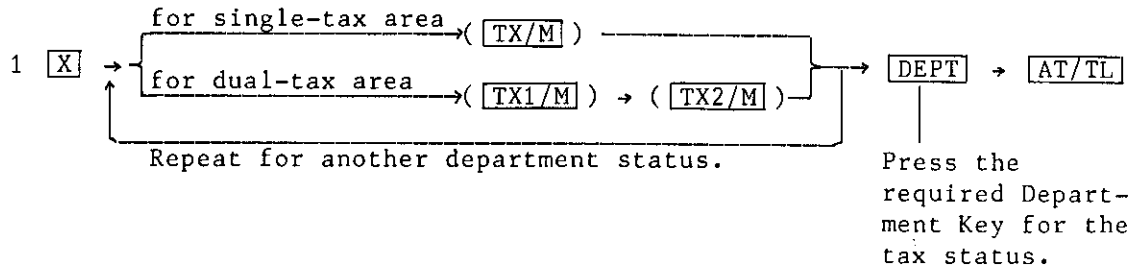 for single-tax area
( TX/M )
1 X
for dual-tax area
( TX1/M ) → ( TX2/M )
DEPT → AT/TL
Repeat for another department status.
Press the
required Depart-
ment Key for the
tax status.